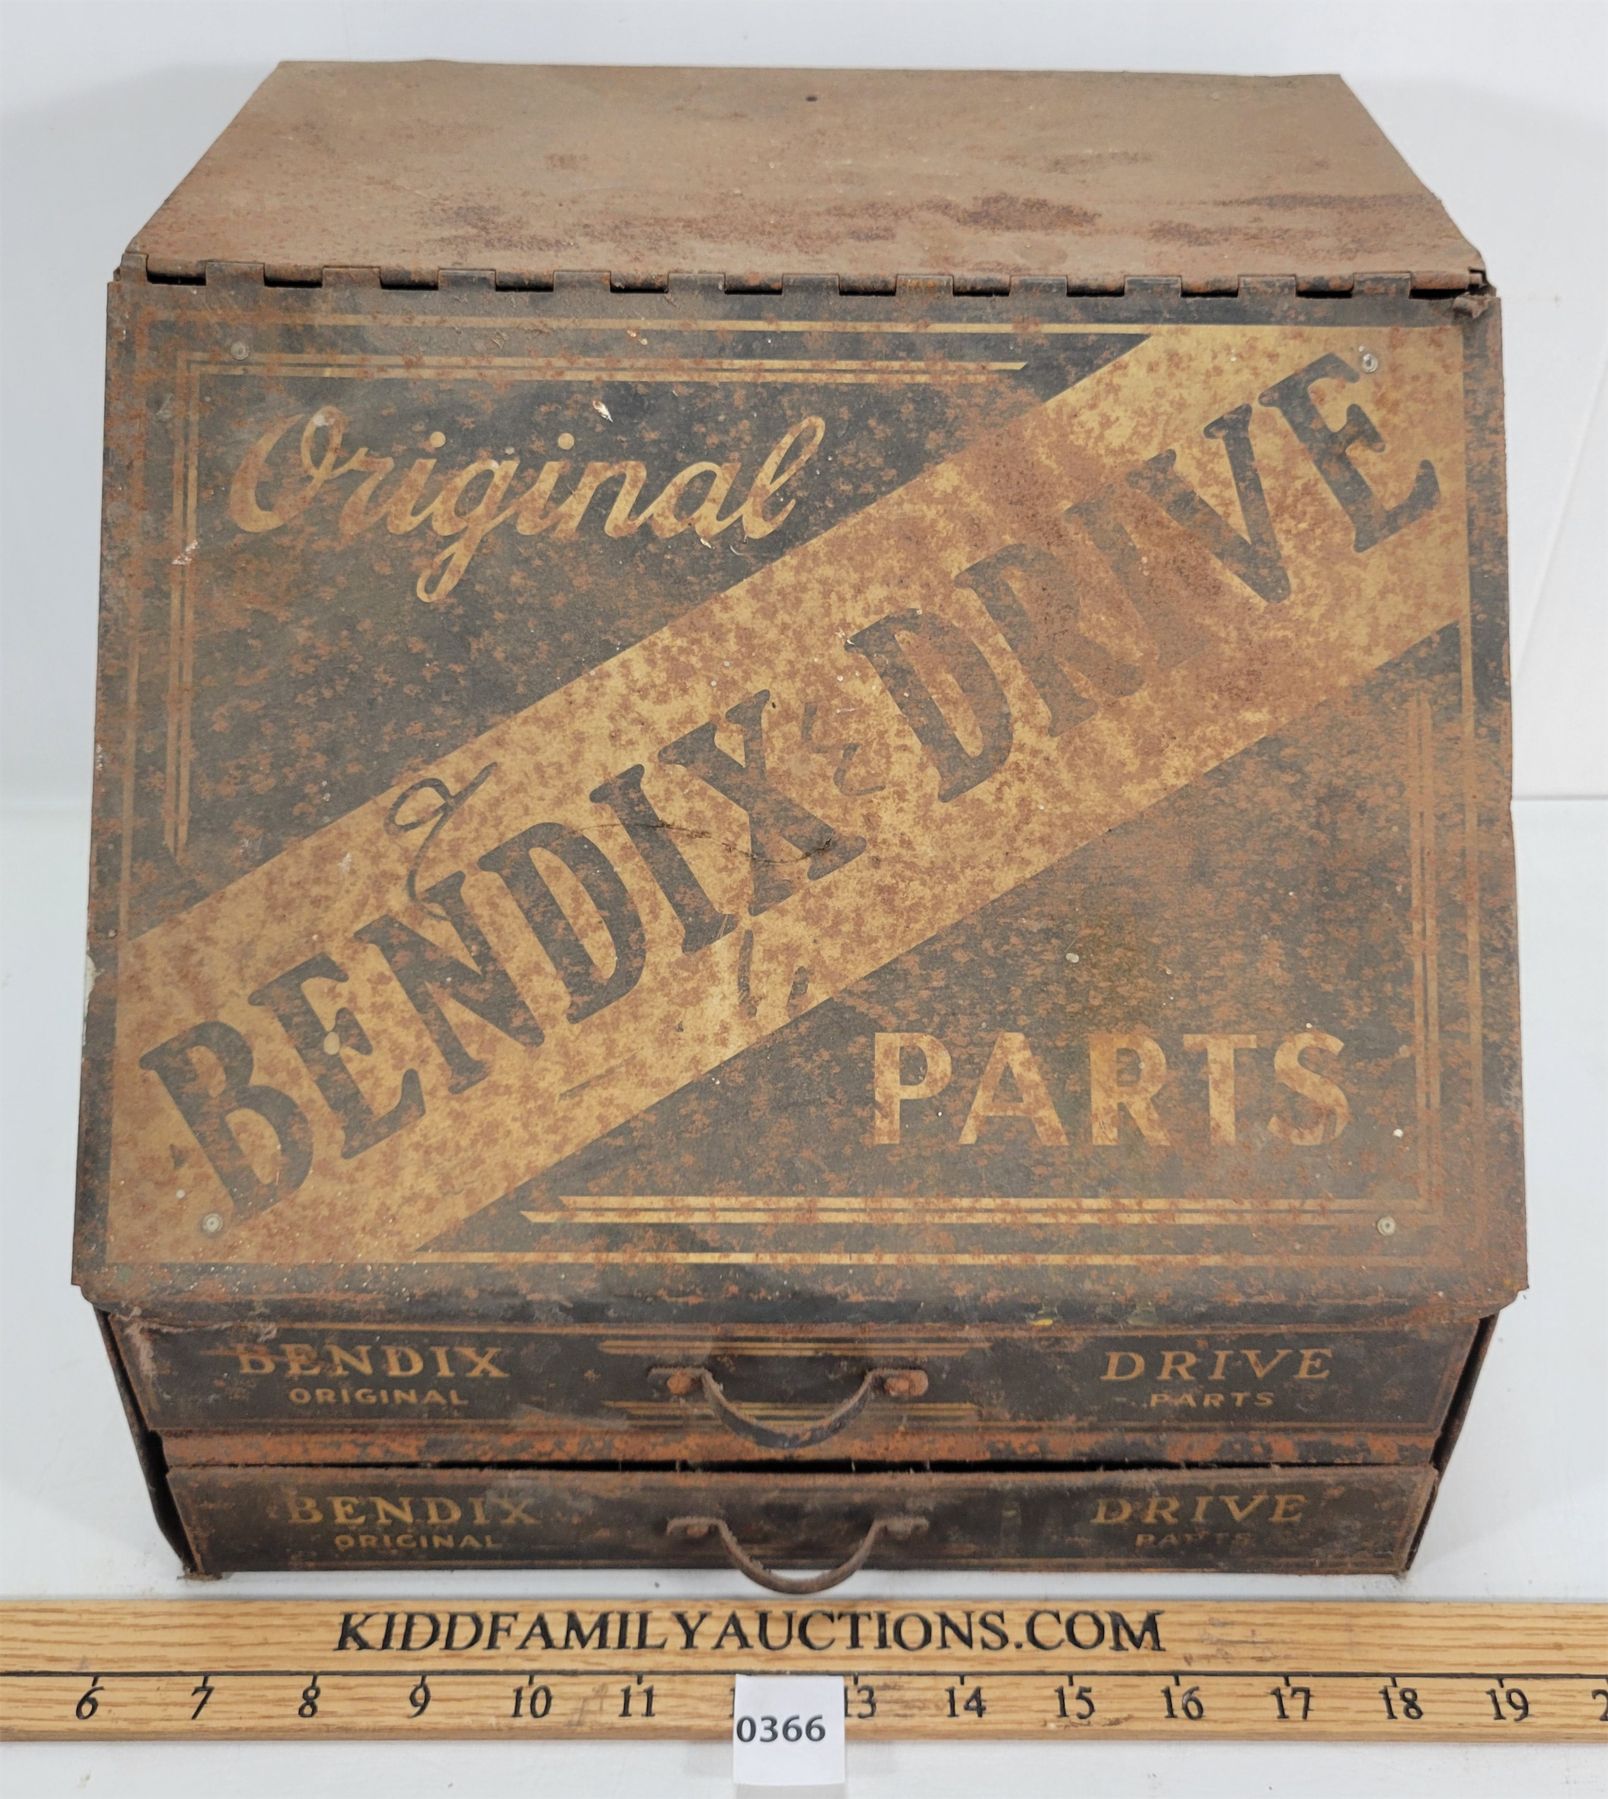 Original
BENDIX DRIVE
PARTS
BENDIX DRIVE
ORIGINAL PARTS
BENDIX DRIVE
ORIGINAL PARTS
KIDDFAMILYAUCTIONS.COM
6 7 8 9 10 11 13 14 15 16 17 18 19
0366